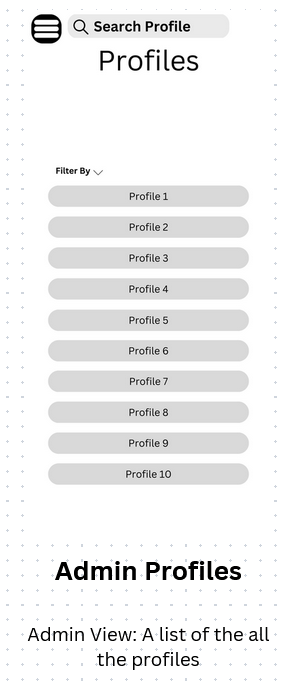 Search Profile
Profiles
Filter By
Profile 1
Profile 2
Profile 3
Profile 4
Profile 5
Profile 6
Profile 7
Profile 8
Profile 9
Profile 10
Admin Profiles
Admin View: A list of the all
the profiles